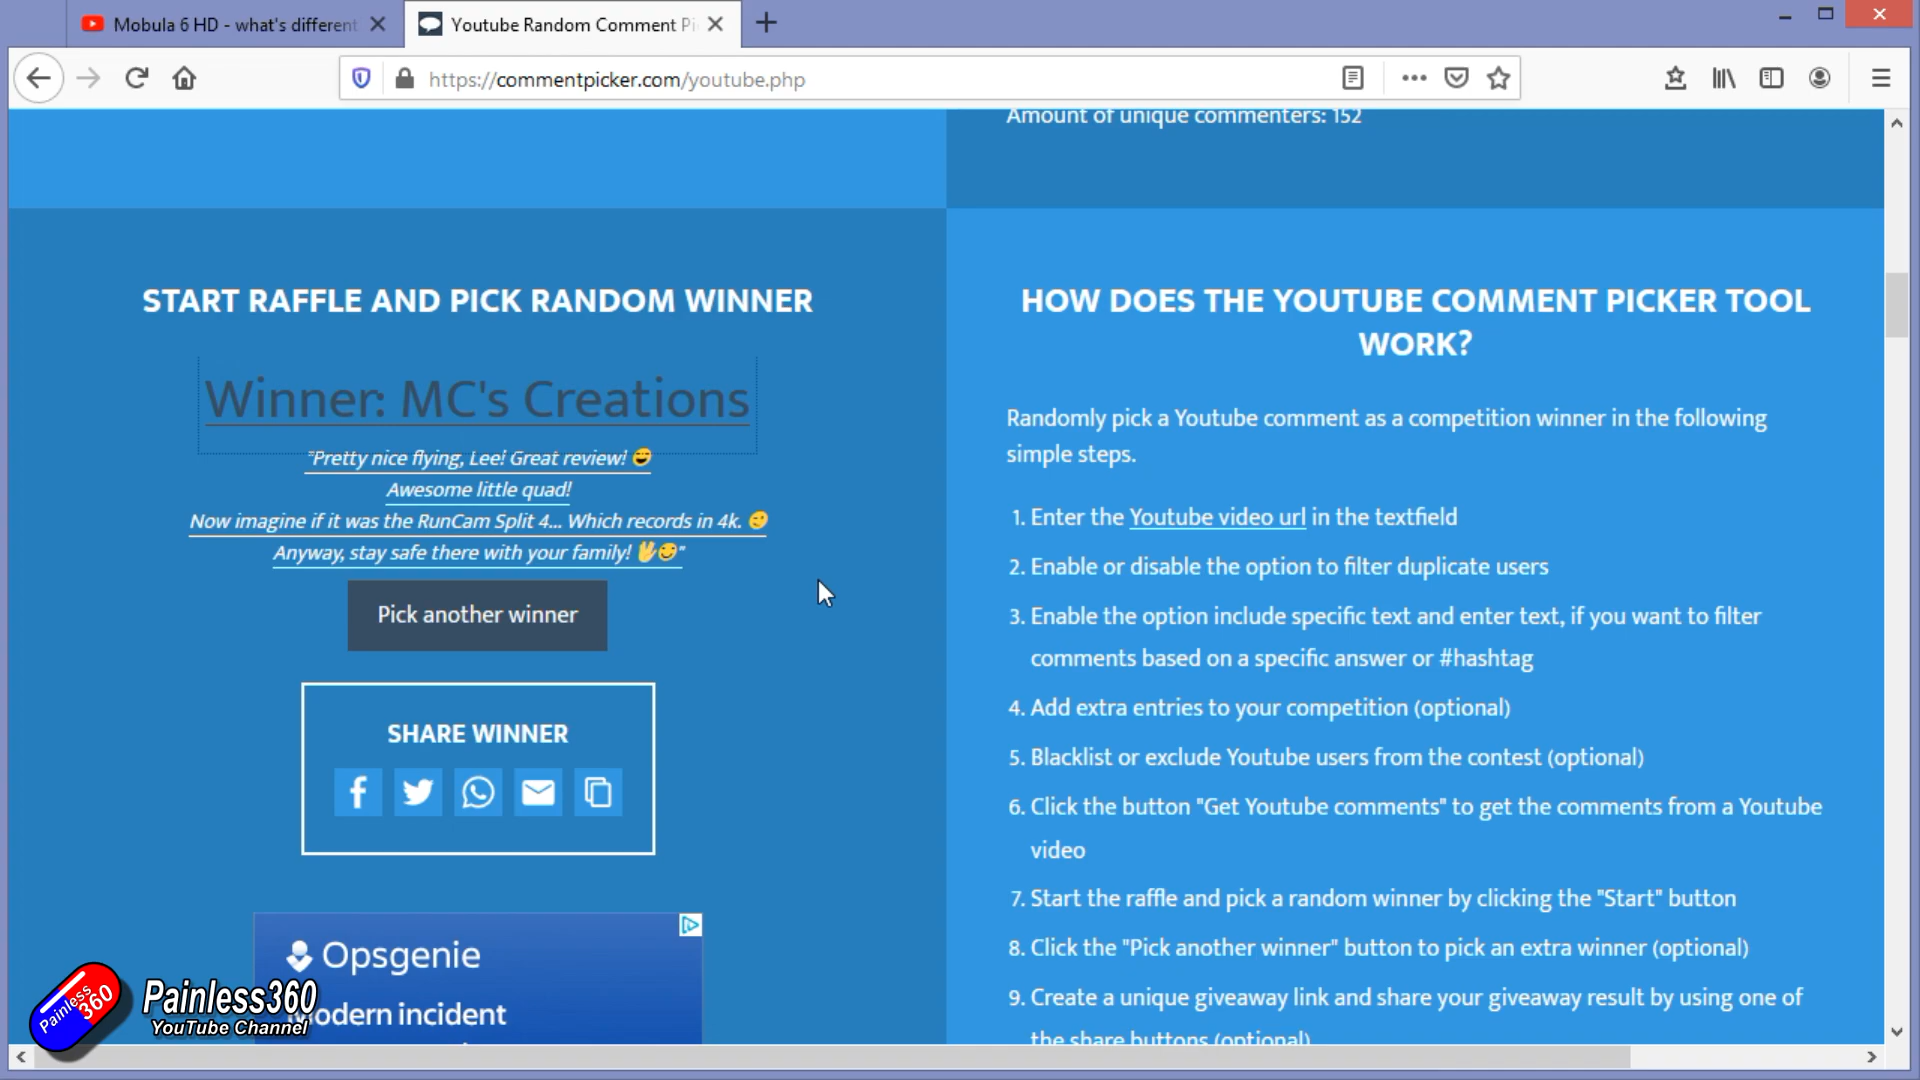 Mobula 6 HD - what's different
Youtube Random Comment Pi
https://commentpicker.com/youtube.php
Amount of unique commenters: 152
START RAFFLE AND PICK RANDOM WINNER
Winner: MC's Creations
"Pretty nice flying, Lee! Great review! 😄
Awesome little quad!
Now imagine if it was the RunCam Split 4... Which records in 4k. 😉
Anyway, stay safe there with your family! 🖖😉"
Pick another winner
SHARE WINNER
Opsgenie
Modern incident
HOW DOES THE YOUTUBE COMMENT PICKER TOOL
WORK?
Randomly pick a Youtube comment as a competition winner in the following
simple steps.
1. Enter the Youtube video url in the textfield
2. Enable or disable the option to filter duplicate users
3. Enable the option include specific text and enter text, if you want to filter
comments based on a specific answer or #hashtag
4. Add extra entries to your competition (optional)
5. Blacklist or exclude Youtube users from the contest (optional)
6. Click the button "Get Youtube comments" to get the comments from a Youtube
video
7. Start the raffle and pick a random winner by clicking the "Start" button
8. Click the "Pick another winner" button to pick an extra winner (optional)
9. Create a unique giveaway link and share your giveaway result by using one of
the share buttons (optional)
Painless360
Painless360
YouTube Channel